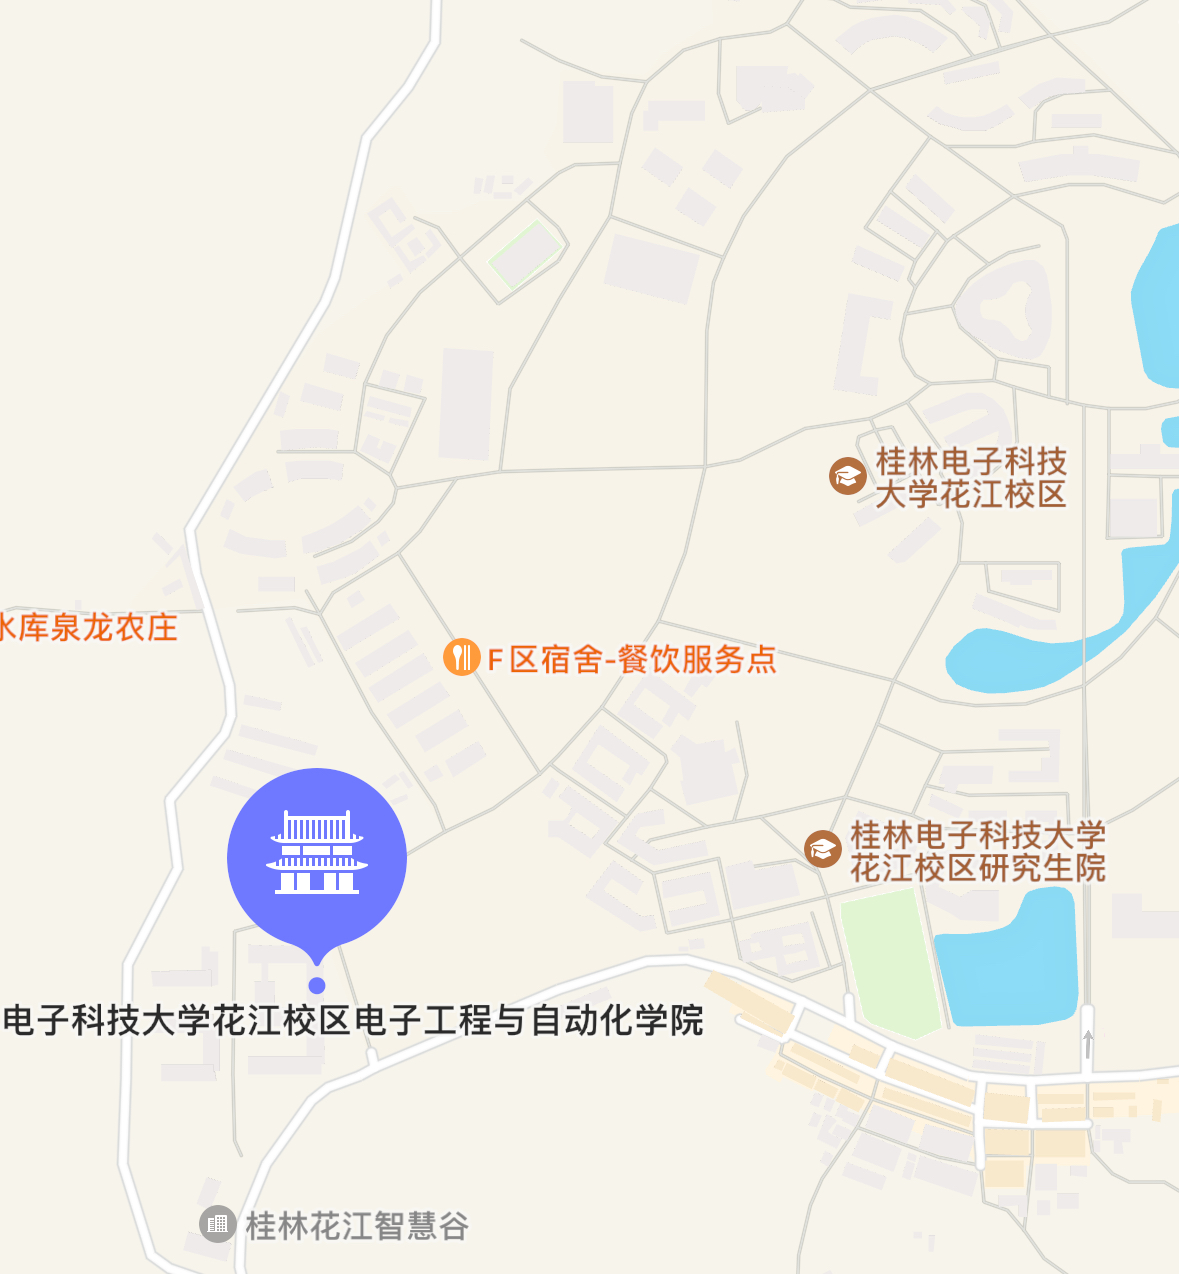 桂林电子科技
大学花江校区
水库泉龙农庄
F区宿舍-餐饮服务点
桂林电子科技大学
花江校区研究生院
电子科技大学花江校区电子工程与自动化学院
桂林花江智慧谷